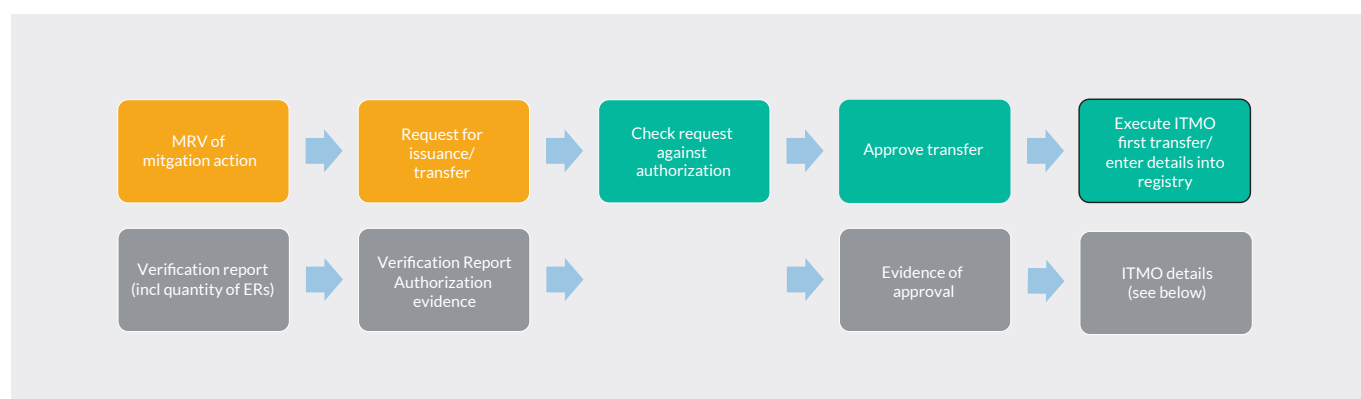 MRV of
mitgation action
Request for
issuance/
transfer
Check request
against
authorization
Approve transfer
Execute ITMO
first transfer/
enter details into
registry
Verification report
(incl quantity of ERs)
Verification Report
Authorization
evidence
Evidence of
approval
ITMO details
(see below)